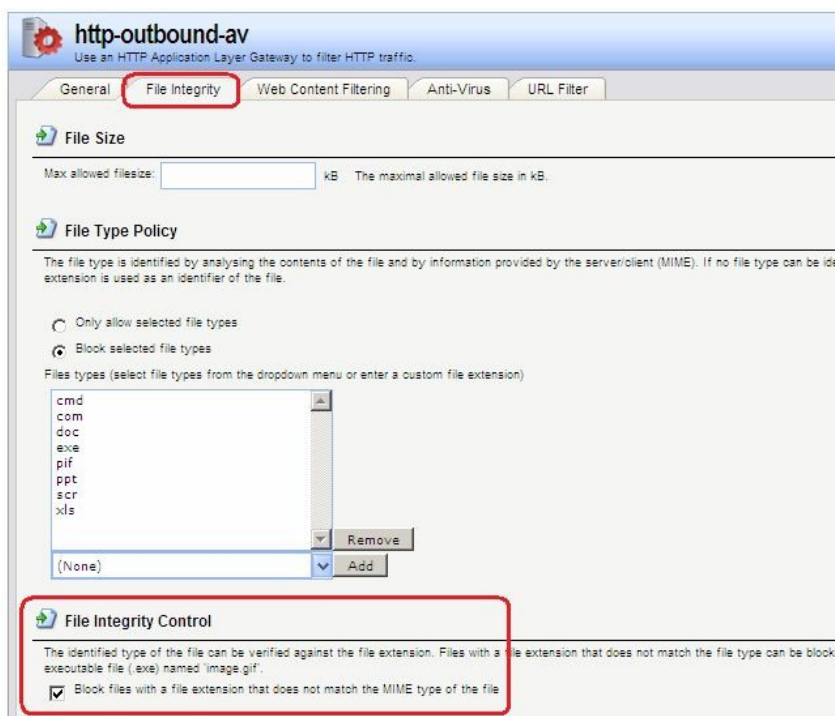 http-outbound-av
Use an HTTP Application Layer Gateway to filter HTTP traffic.
General
File Integrity
Web Content Filtering
Anti-Virus
URL Filter
File Size
Max allowed filesize:
kB The maximal allowed file size in kB.
File Type Policy
The file type is identified by analysing the contents of the file and by information provided by the server/client (MIME). If no file type can be
extension is used as an identifier of the file.
Only allow selected file types
Block selected file types
Files types (select file types from the dropdown menu or enter a custom file extension)
cmd
com
doc
exe
pif
ppt
scr
xls
Remove
(None)
Add
File Integrity Control
The identified type of the file can be verified against the file extension. Files with a file extension that does not match the file type can be block
executable file (.exe) named 'image.gif'.
Block files with a file extension that does not match the MIME type of the file